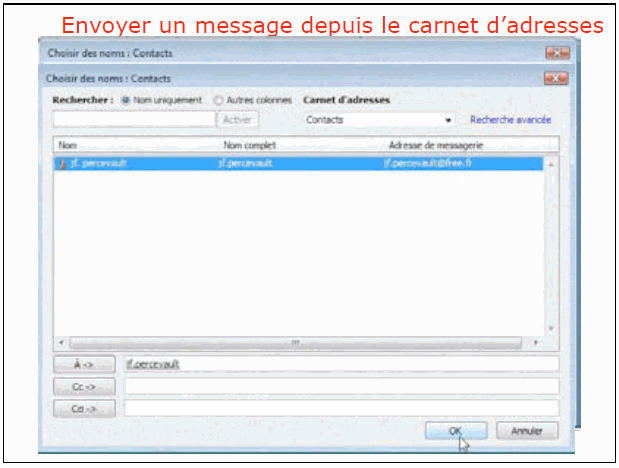 Envoyer un message depuis le carnet d'adresses
Choisir des noms : Contacts
Choisir des noms : Contacts
Rechercher : Nom uniquement Autres colonnes Carnet d'adresses
Activer Contacts Recherche avancée
Nom Nom complet Adresse de messagerie
jf. percevault jf.percevault jf.percevault@free.fr
À -> jf.percevault
Cc ->
Cci ->
OK Annuler